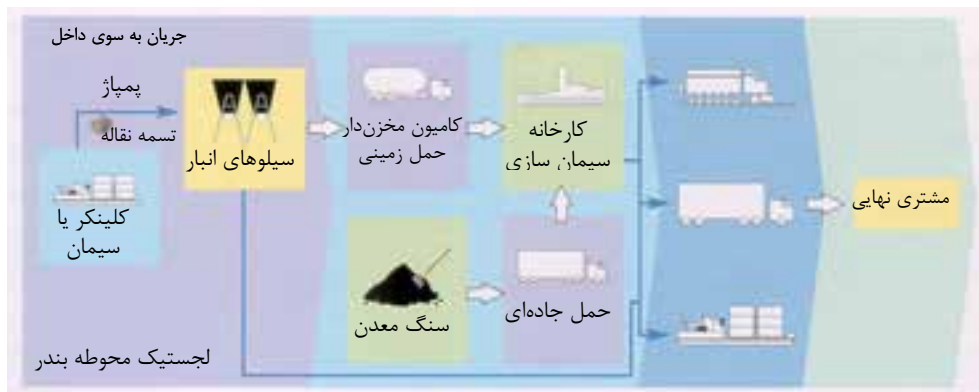 جریان به سوی داخل
پمپاژ
تسمه نقاله
کلینکر یا
سیمان
سیلوهای انبار
کامیون مخزن‌دار
حمل زمینی
کارخانه
سیمان سازی
سنگ معدن
حمل جاده‌ای
مشتری نهایی
لجستیک محوطه بندر